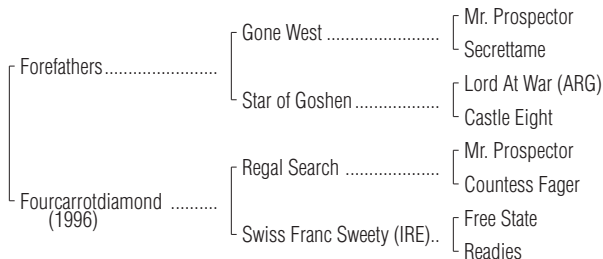 Mr. Prospector
Gone West ........................
Secrettame
Forefathers........................
Lord At War (ARG)
Star of Goshen ..................
Castle Eight
Mr. Prospector
Regal Search ....................
Countess Fager
Fourcarrotdiamond ..........
(1996)
Free State
Swiss Franc Sweety (IRE)..
Readies